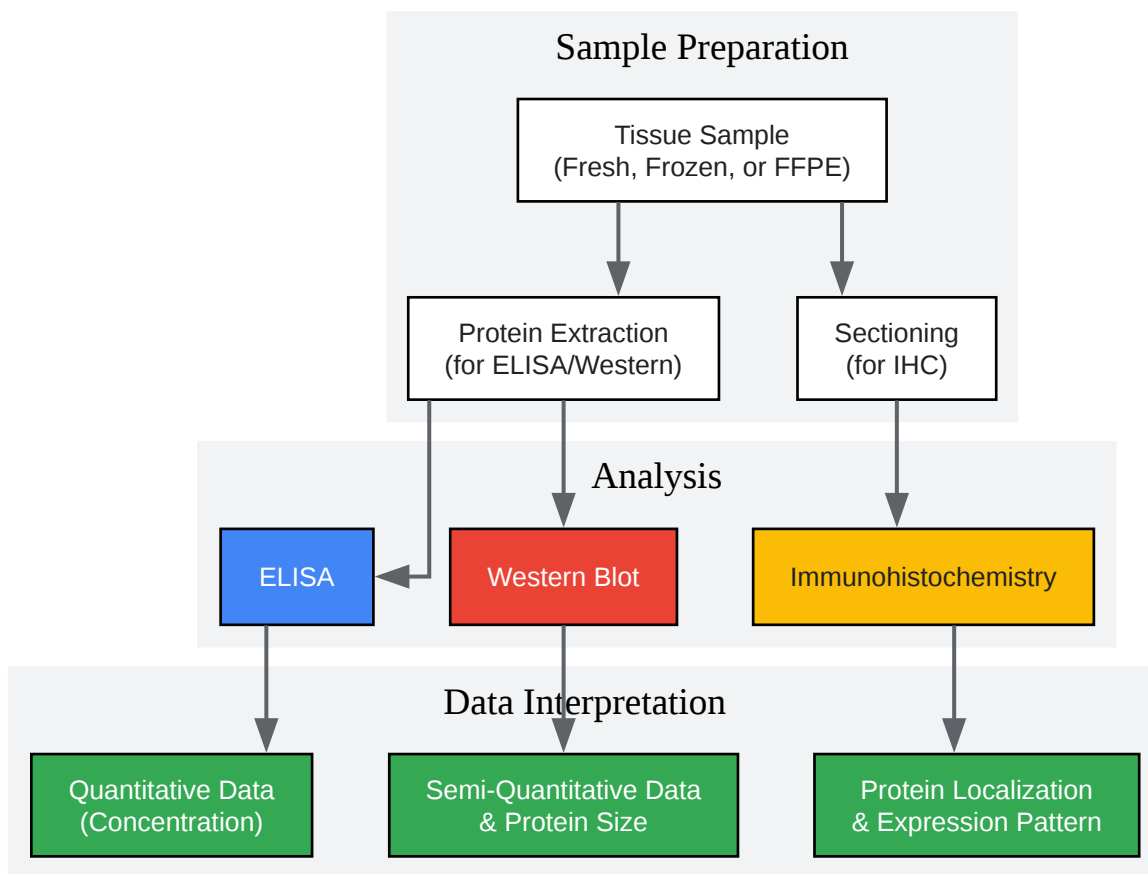 Sample Preparation
Tissue Sample
(Fresh, Frozen, or FFPE)
Protein Extraction
(for ELISA/Western)
Sectioning
(for IHC)
Analysis
ELISA
Western Blot
Immunohistochemistry
Data Interpretation
Quantitative Data
(Concentration)
Semi-Quantitative Data
& Protein Size
Protein Localization
& Expression Pattern